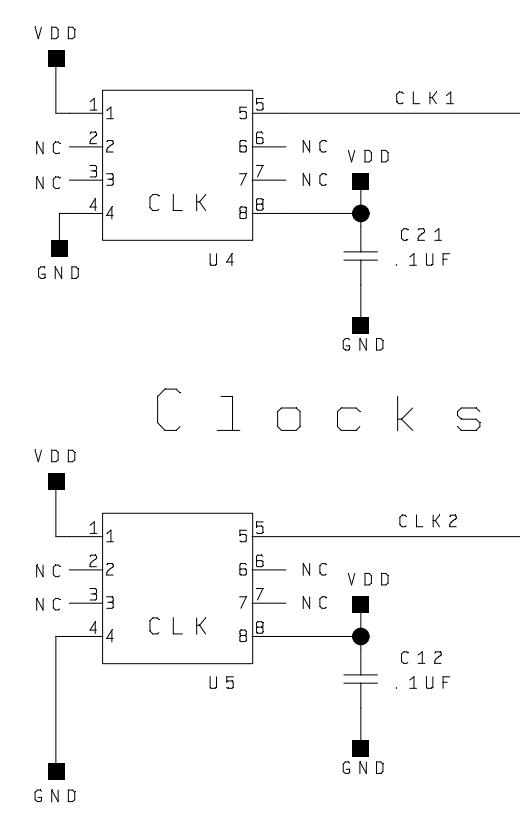 VDD
1 1 5 5 CLK1
NC 2 2 6 6 NC VDD
NC 3 3 7 7 NC
4 4 CLK 8 8
C21
GND U4 .1UF
GND
Clocks
VDD
1 1 5 5 CLK2
NC 2 2 6 6 NC VDD
NC 3 3 7 7 NC
4 4 CLK 8 8
C12
U5 .1UF
GND
GND